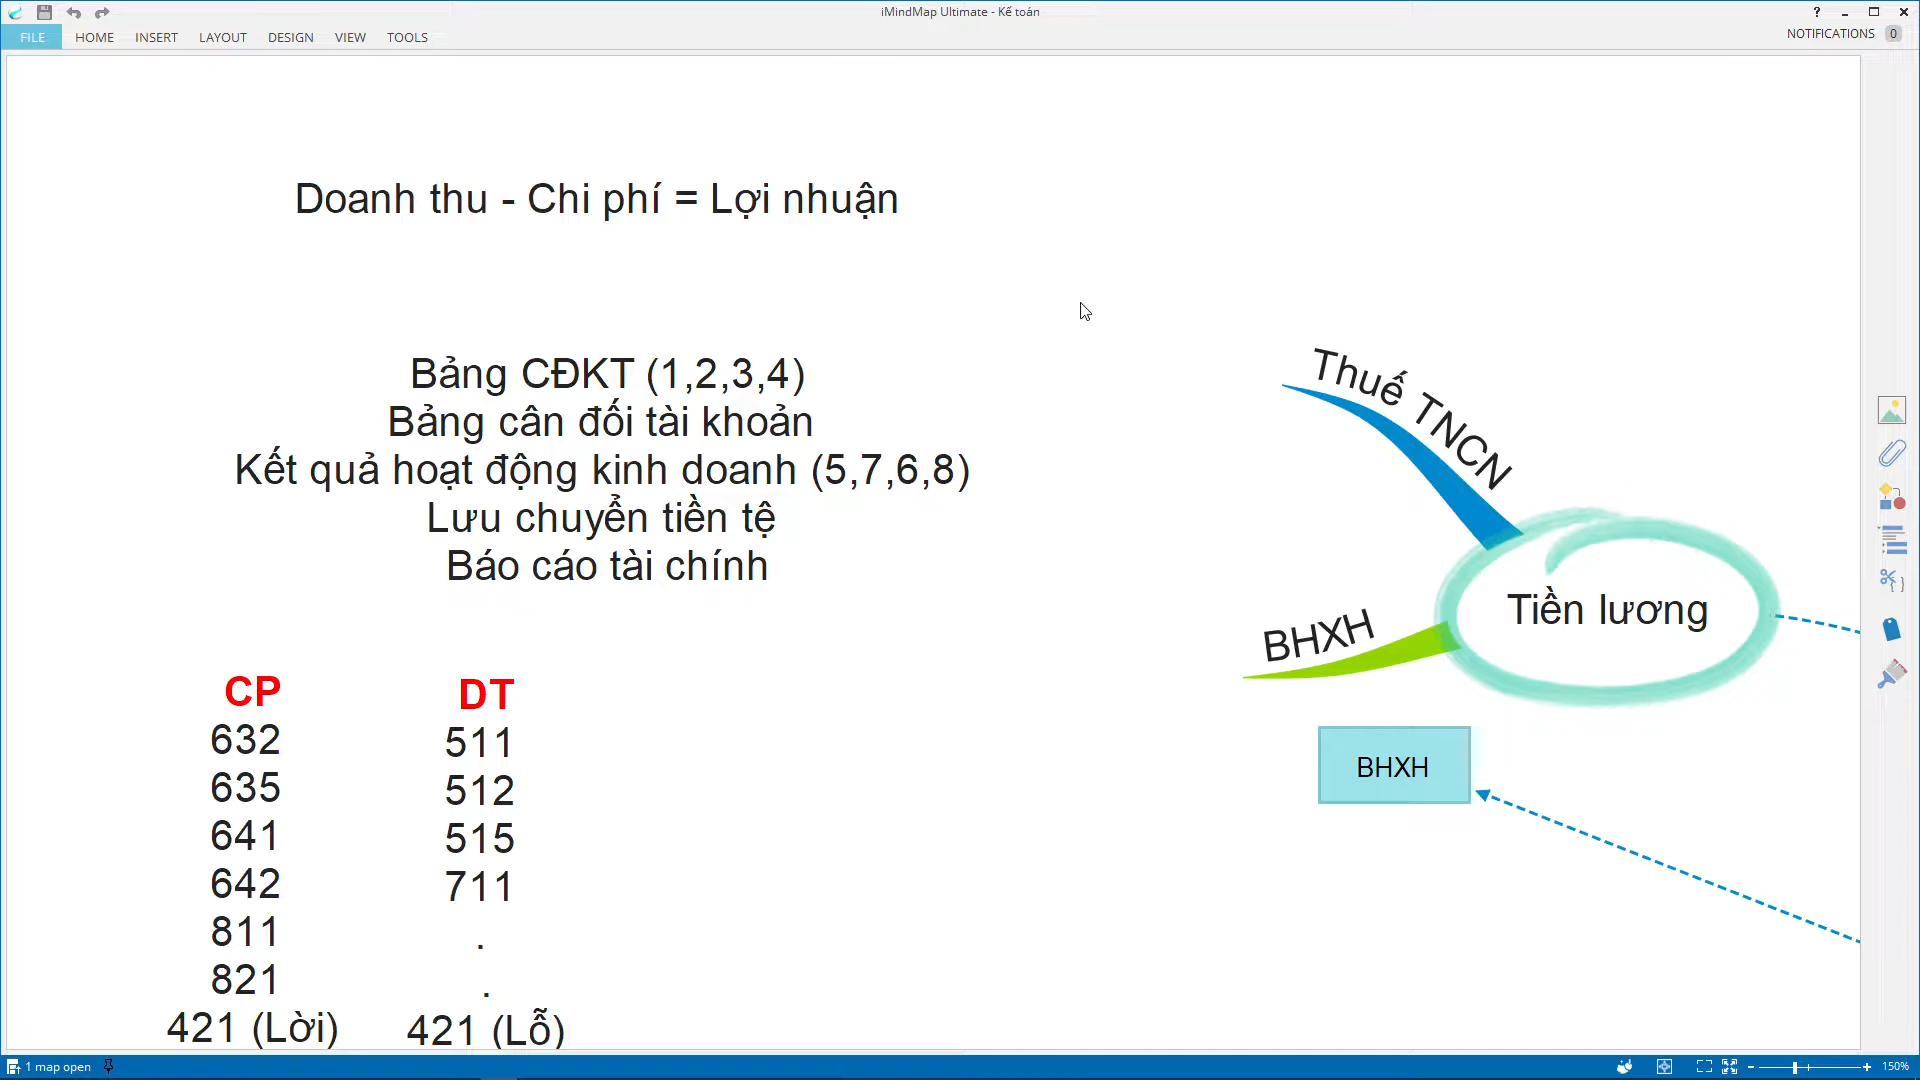 iMindMap Ultimate - Kế toán
?
FILE HOME INSERT LAYOUT DESIGN VIEW TOOLS
NOTIFICATIONS 0
Doanh thu - Chi phí = Lợi nhuận
Bảng CĐKT (1,2,3,4)
Bảng cân đối tài khoản
Kết quả hoạt động kinh doanh (5,7,6,8)
Lưu chuyển tiền tệ
Báo cáo tài chính
Thuế TNCN
Tiền lương
BHXH
BHXH
CP
632
635
641
642
811
821
421 (Lời)
DT
511
512
515
711
.
.
421 (Lỗ)
1 map open
150%